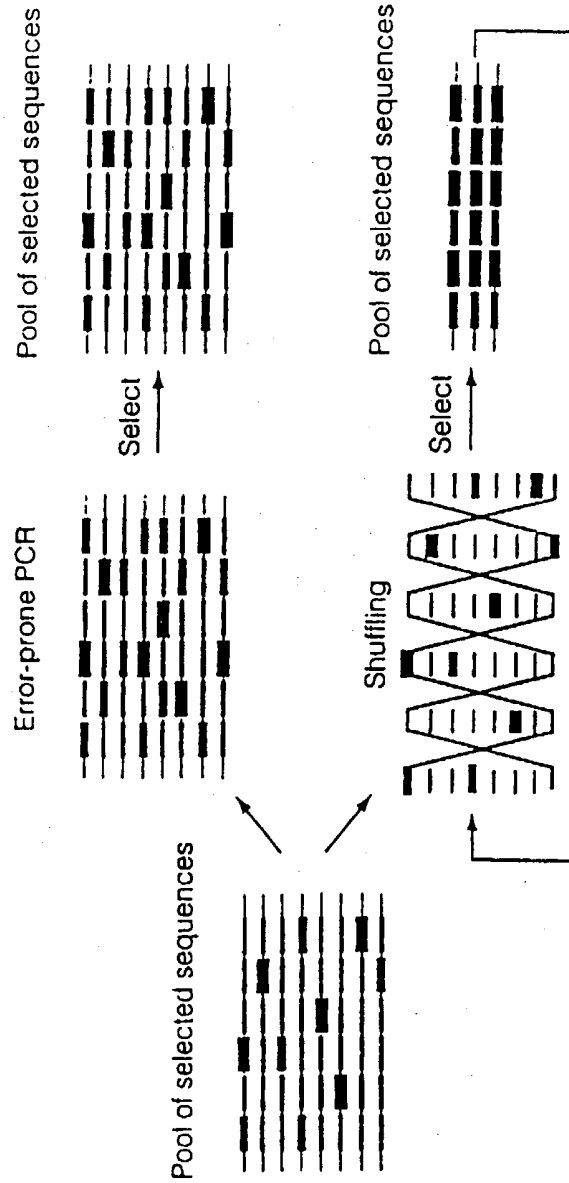 Pool of selected sequences
Error-prone PCR
Select
Pool of selected sequences
Shuffling
Select
Pool of selected sequences